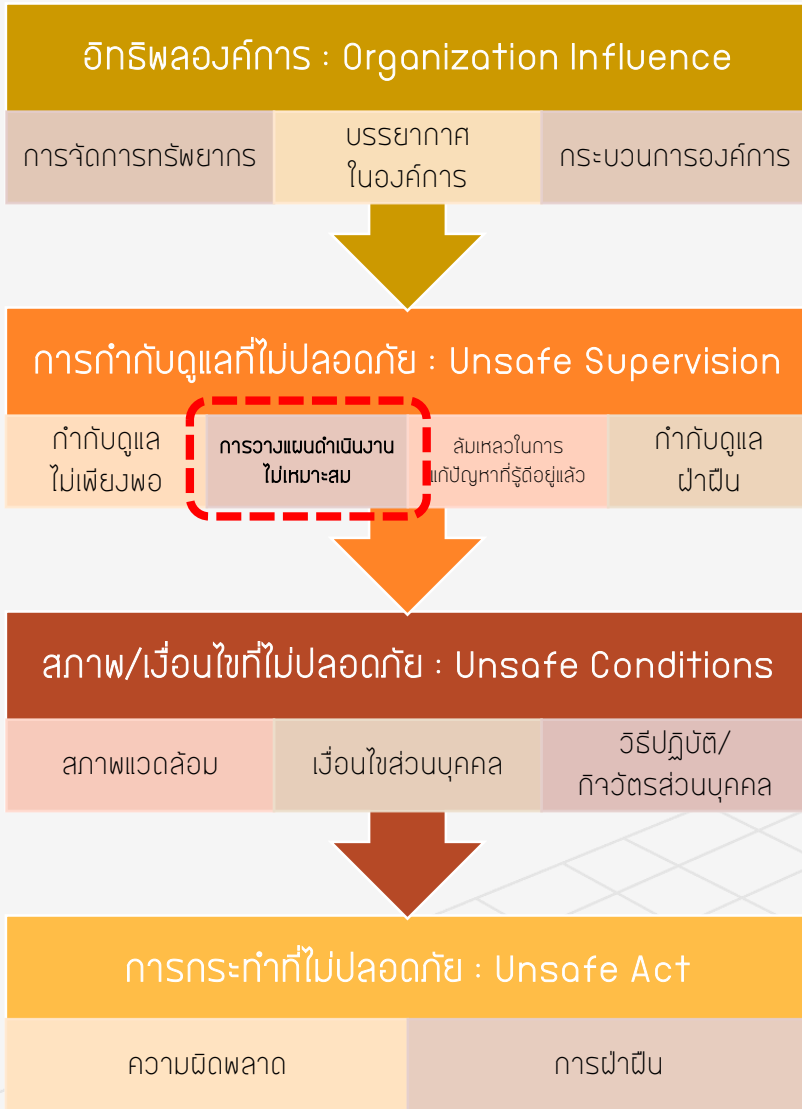 อิทธิพลองค์การ : Organization Influence
การจัดการทรัพยากร
บรรยากาศ
ในองค์การ
กระบวนการองค์การ
การกำกับดูแลที่ไม่ปลอดภัย : Unsafe Supervision
กำกับดูแล
ไม่เพียงพอ
การวางแผนดำเนินงาน
ไม่เหมาะสม
ล้มเหลวในการ
แก้ปัญหาที่รู้ดีอยู่แล้ว
กำกับดูแล
ฝ่าฝืน
สภาพ/เงื่อนไขที่ไม่ปลอดภัย : Unsafe Conditions
สภาพแวดล้อม
เงื่อนไขส่วนบุคคล
วิธีปฏิบัติ/
กิจวัตรส่วนบุคคล
การกระทำที่ไม่ปลอดภัย : Unsafe Act
ความผิดพลาด
การฝ่าฝืน